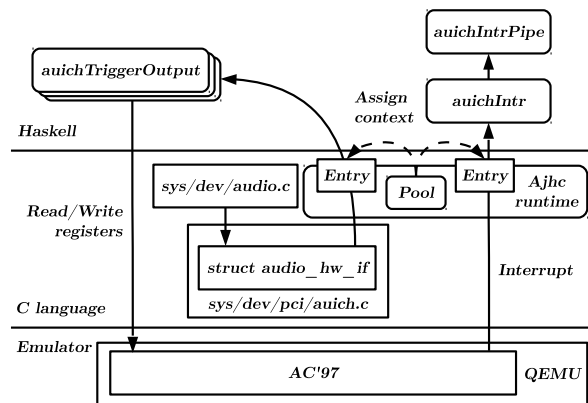 auichIntrPipe
auichTriggerOutput
auichIntr
Assign
context
Haskell
sys/dev/audio.c
Entry
Pool
Entry
Ajhc
runtime
Read/Write
registers
struct audio_hw_if
Interrupt
sys/dev/pci/auich.c
C language
Emulator
AC'97
QEMU